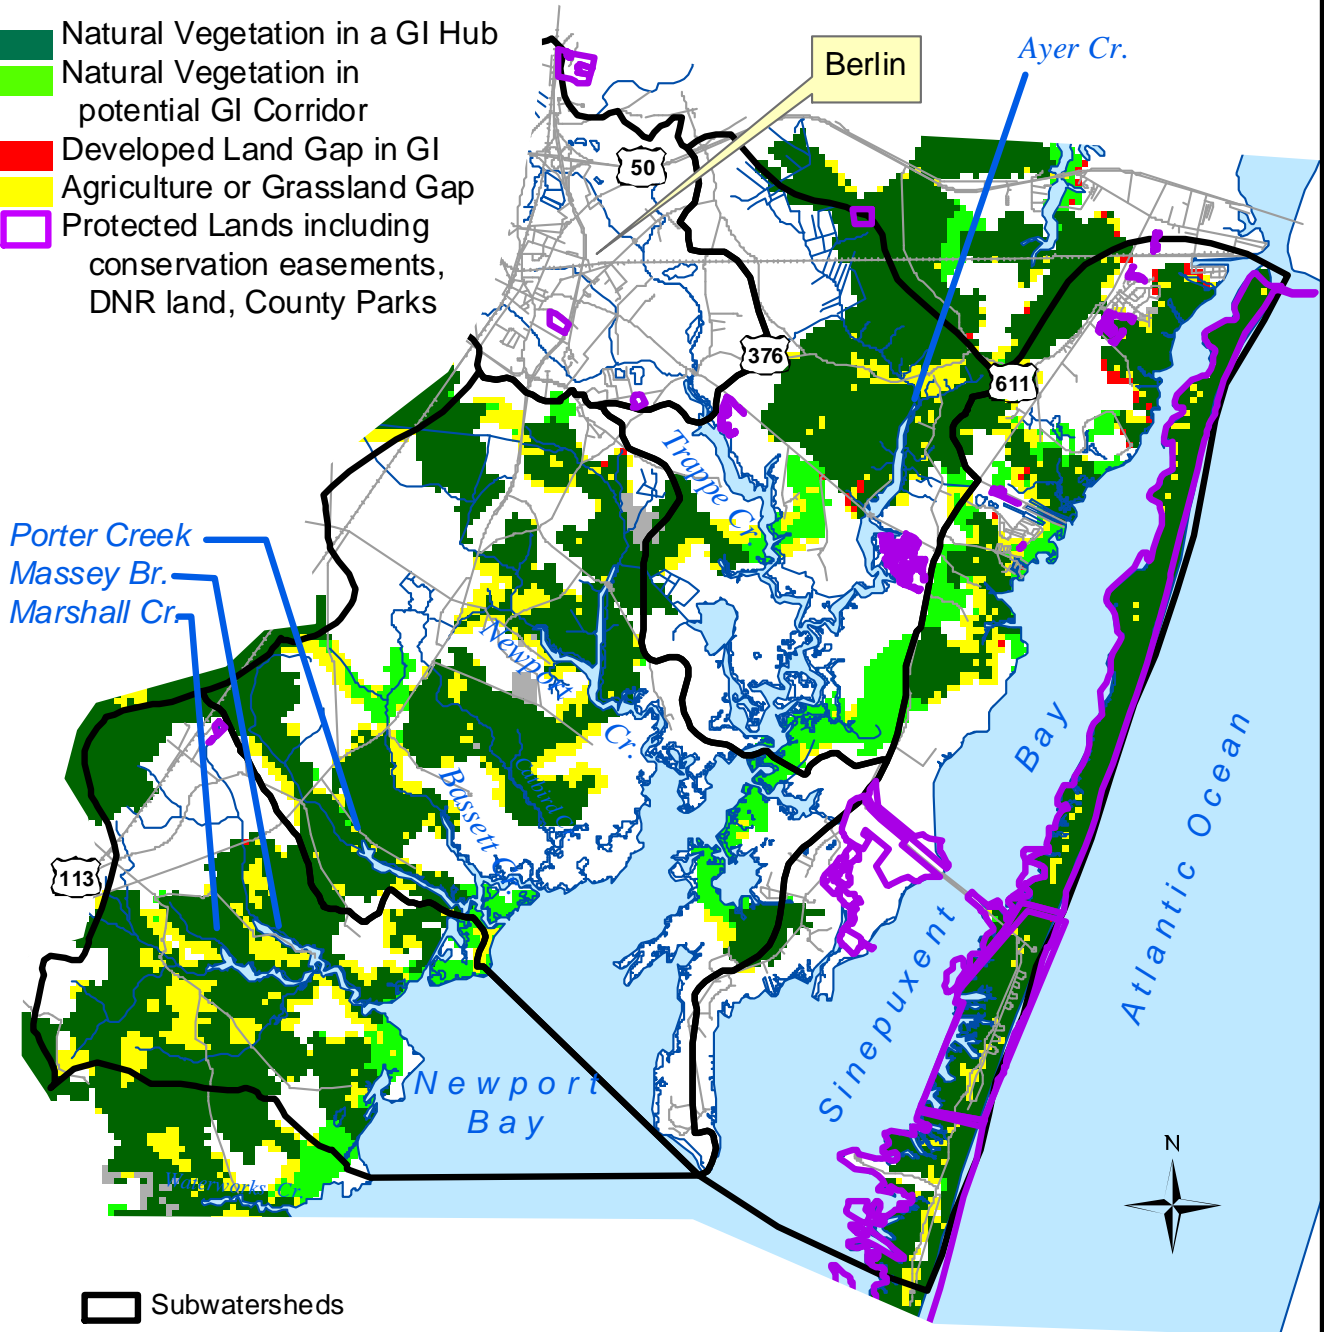 Natural Vegetation in a GI Hub
Natural Vegetation in
potential GI Corridor
Developed Land Gap in GI
Agriculture or Grassland Gap
Protected Lands including
conservation easements,
DNR land, County Parks
Berlin
Ayer Cr.
50
376
611
Trappe Cr.
Porter Creek
Massey Br.
Marshall Cr.
Newport
Cr.
Bassett C
Catbird C
113
Bay
Sinepuxent
Atlantic Ocean
Newport
Bay
Waterworks Cr.
N
Subwatersheds